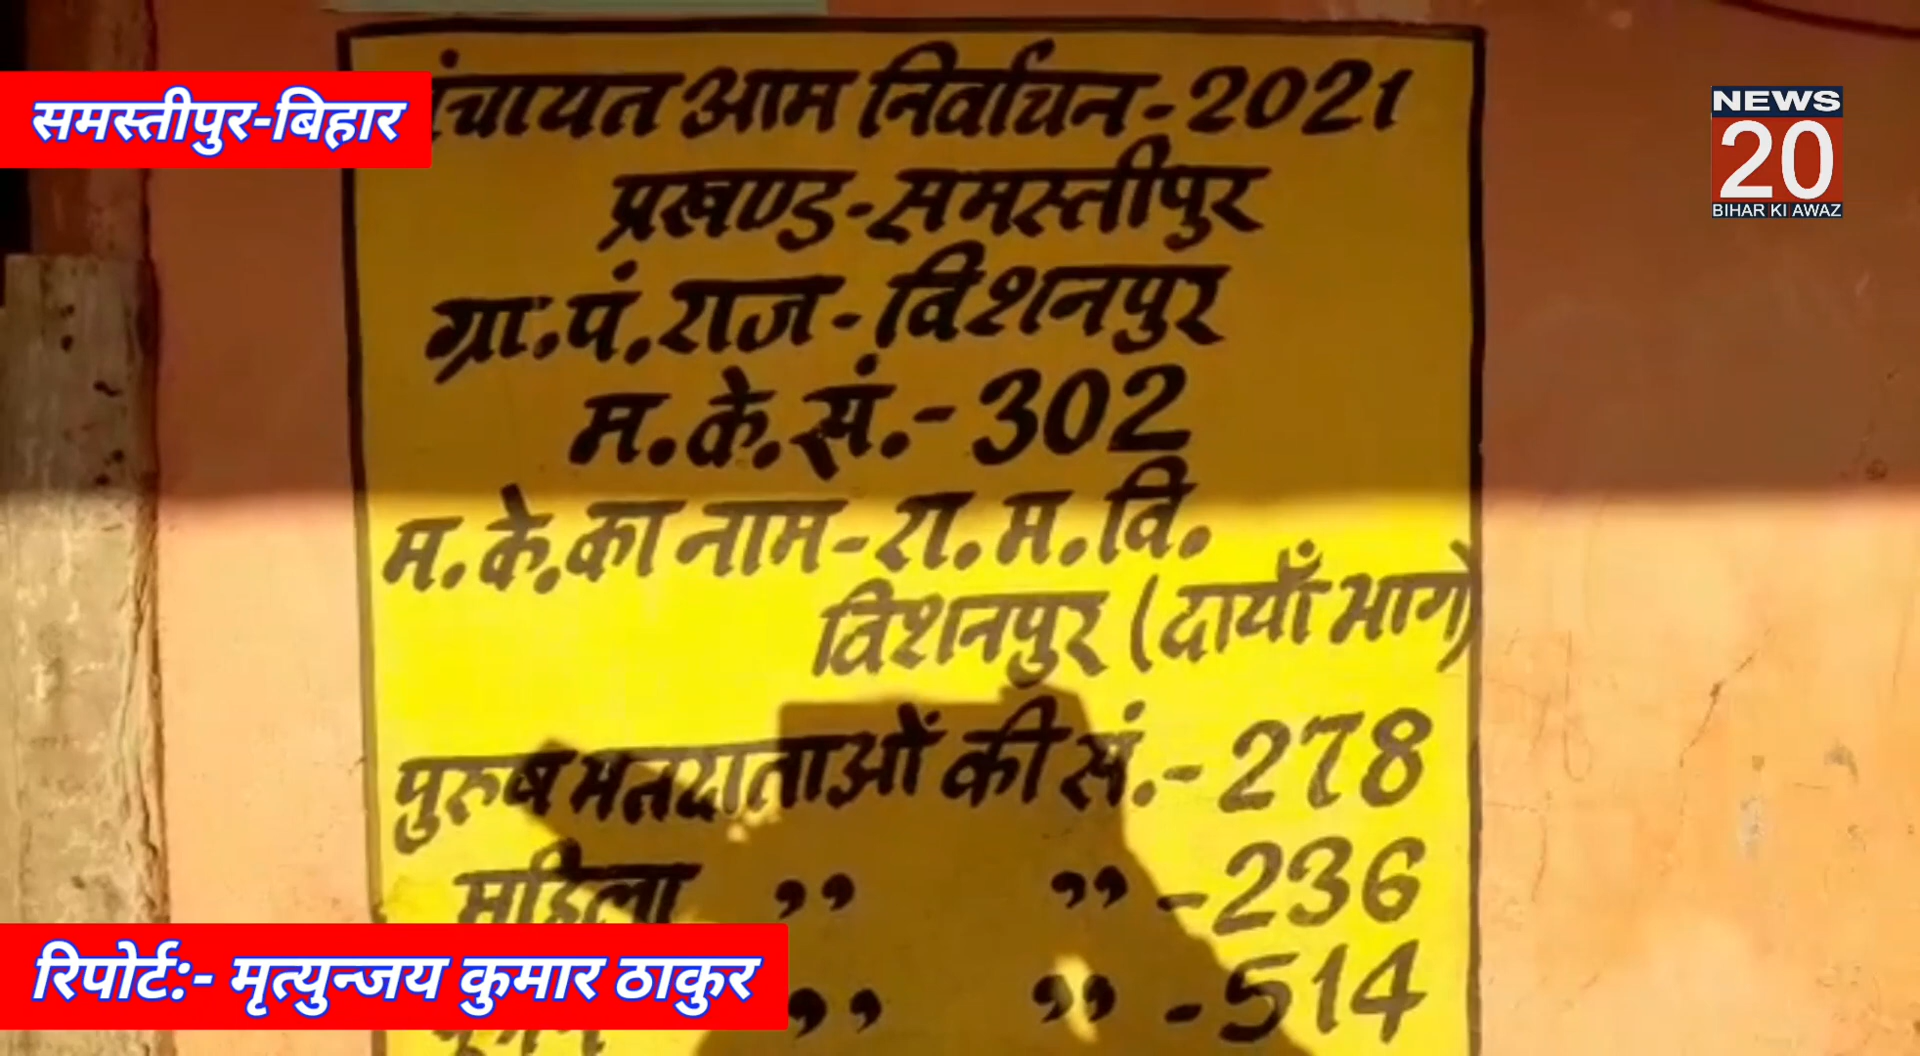 पंचायत आम निर्वाचन-2021
समस्तीपुर-बिहार
NEWS
20
BIHAR KI AWAZ
प्रखण्ड-समस्तीपुर
ग्रा.पं.राज-विशनपुर
म.के.सं.-302
म.के.का नाम-रा.म.वि.
विशनपुर (दायाँ भाग)
पुरुष मतदाताओं की सं.-278
महिला ,, ,, -236
,, ,, -514
रिपोर्ट:- मृत्युन्जय कुमार ठाकुर